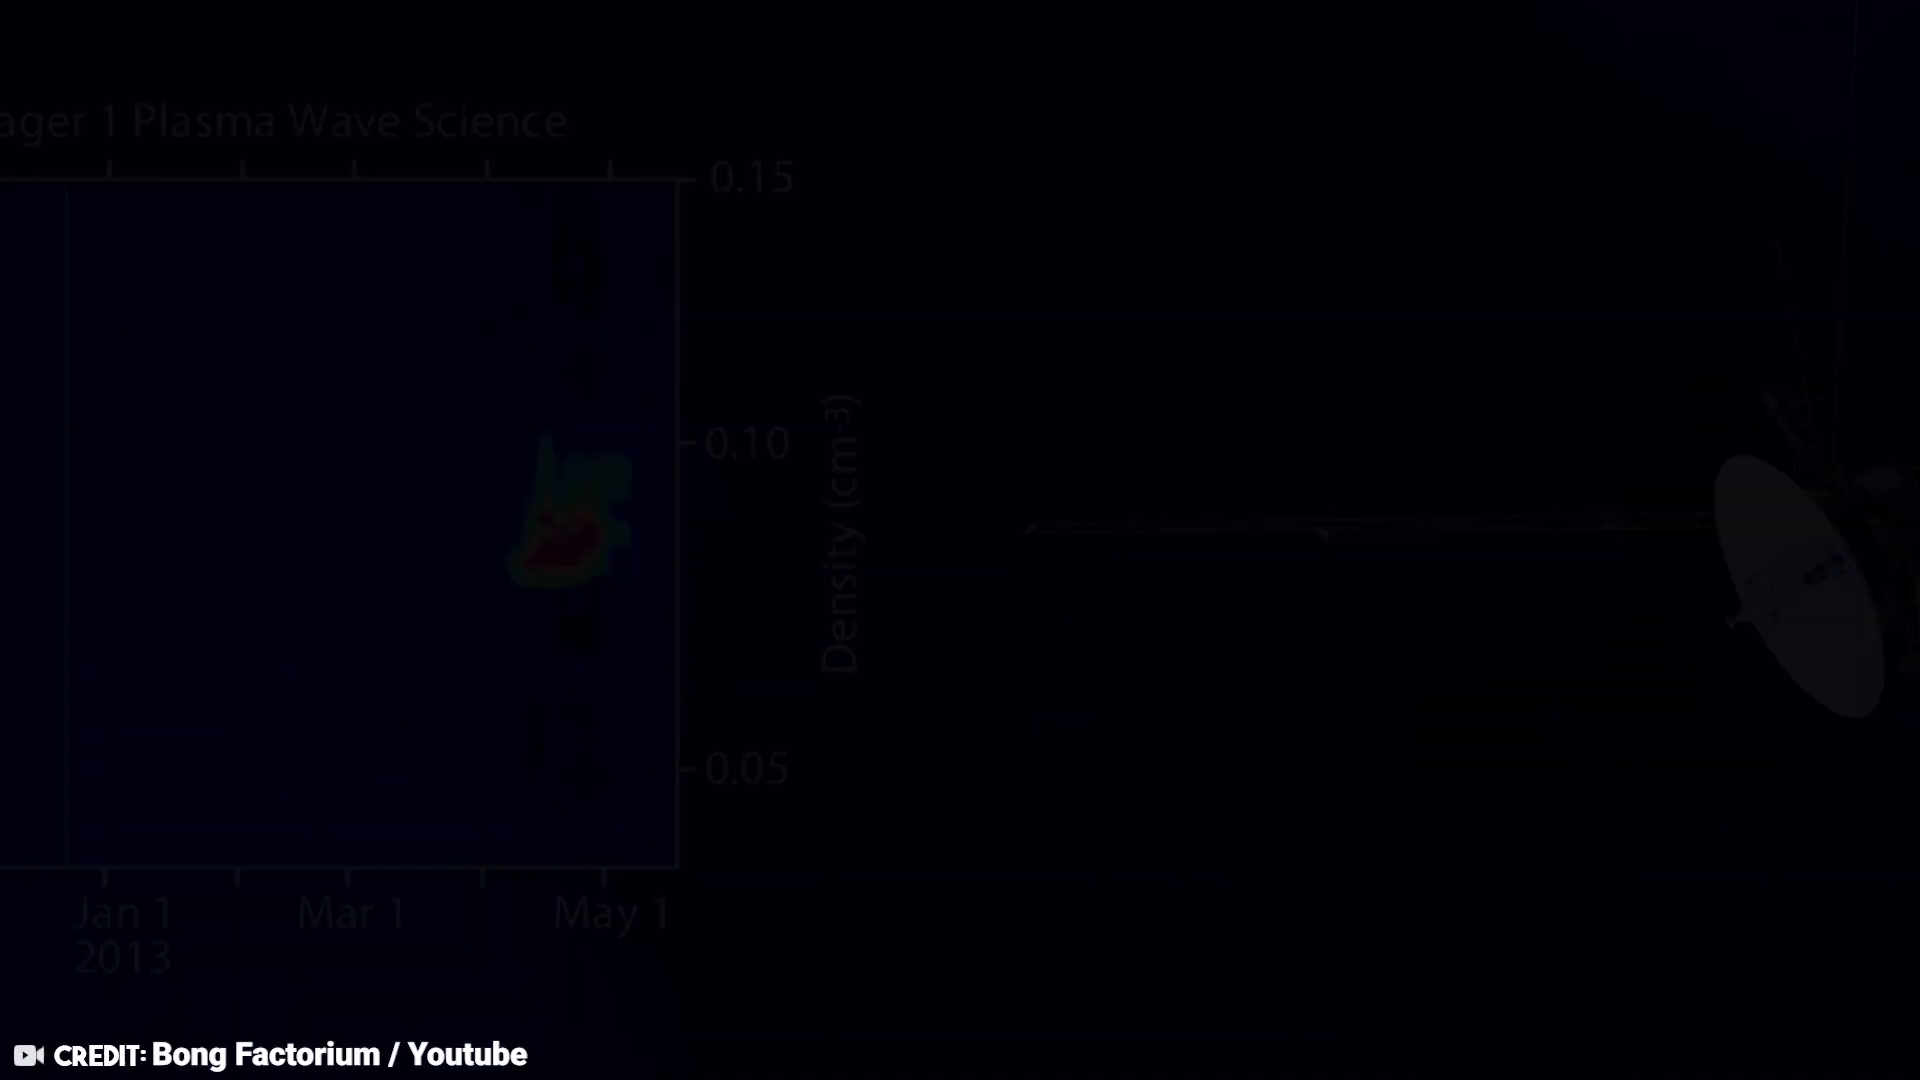 ager 1 Plasma Wave Science
0.15
0.10
0.05
Density (cm-3)
Jan 1
Mar 1
May 1
2013
CREDIT: Bong Factorium / Youtube